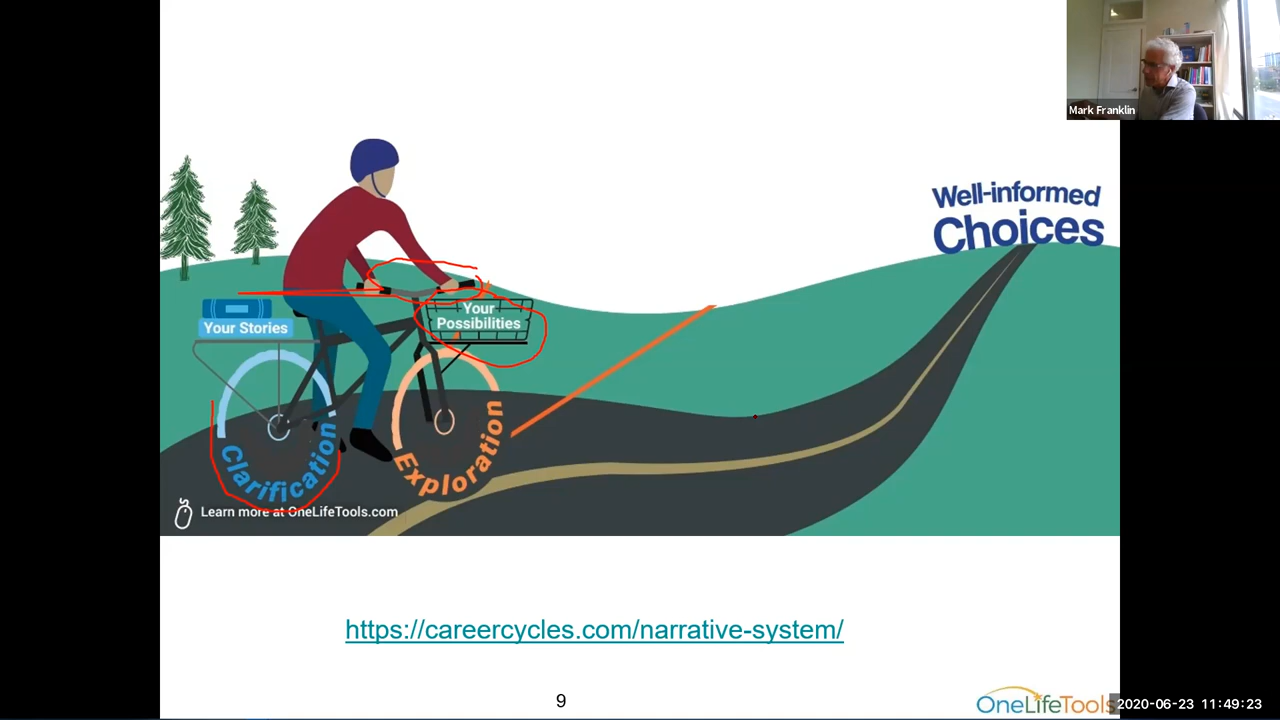 Mark Franklin
Well-informed
Choices
Your Stories
Your
Possibilities
Clarification
Exploration
Learn more at OneLifeTools.com
https://careercycles.com/narrative-system/
9
OneLifeTools
2020-06-23 11:49:23